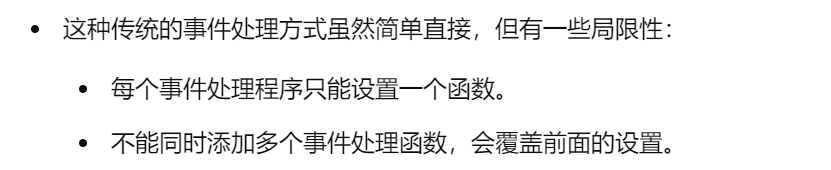 • 这种传统的事件处理方式虽然简单直接，但有一些局限性：
• 每个事件处理程序只能设置一个函数。
• 不能同时添加多个事件处理函数，会覆盖前面的设置。